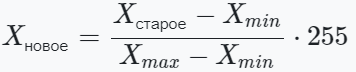 X_новое = (X_старое − X_min) / (X_max − X_min) · 255